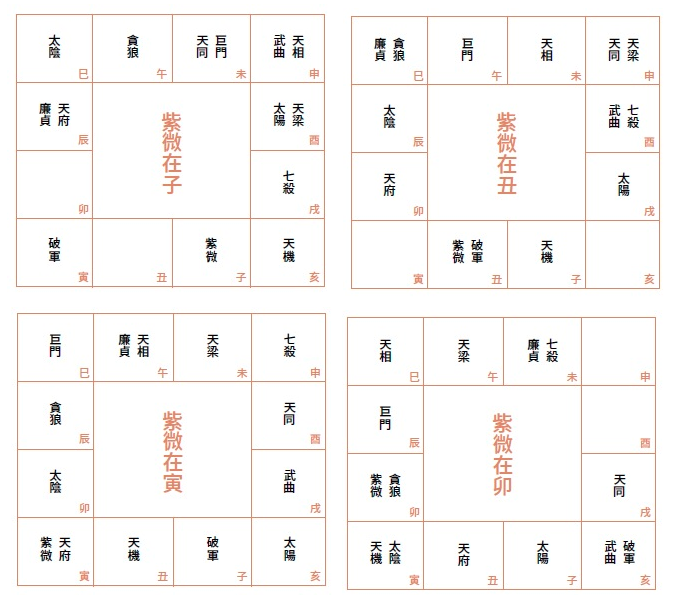 太陰 巳
貪狼 午
天同 巨門 未
武曲 天相 申
廉貞 天府 辰
太陽 天梁 酉
七殺 戌
卯
破軍 寅
丑
紫微 子
天機 亥
紫微在子
廉貞 貪狼 巳
巨門 午
天相 未
天同 天梁 申
太陰 辰
武曲 七殺 酉
天府 卯
太陽 戌
寅
紫微 破軍 丑
天機 子
亥
紫微在丑
巨門 巳
廉貞 天相 午
天梁 未
七殺 申
貪狼 辰
天同 酉
太陰 卯
武曲 戌
紫微 天府 寅
天機 丑
破軍 子
太陽 亥
紫微在寅
天相 巳
天梁 午
廉貞 七殺 未
申
巨門 辰
酉
紫微 貪狼 卯
天同 戌
天機 太陰 寅
天府 丑
太陽 子
武曲 破軍 亥
紫微在卯